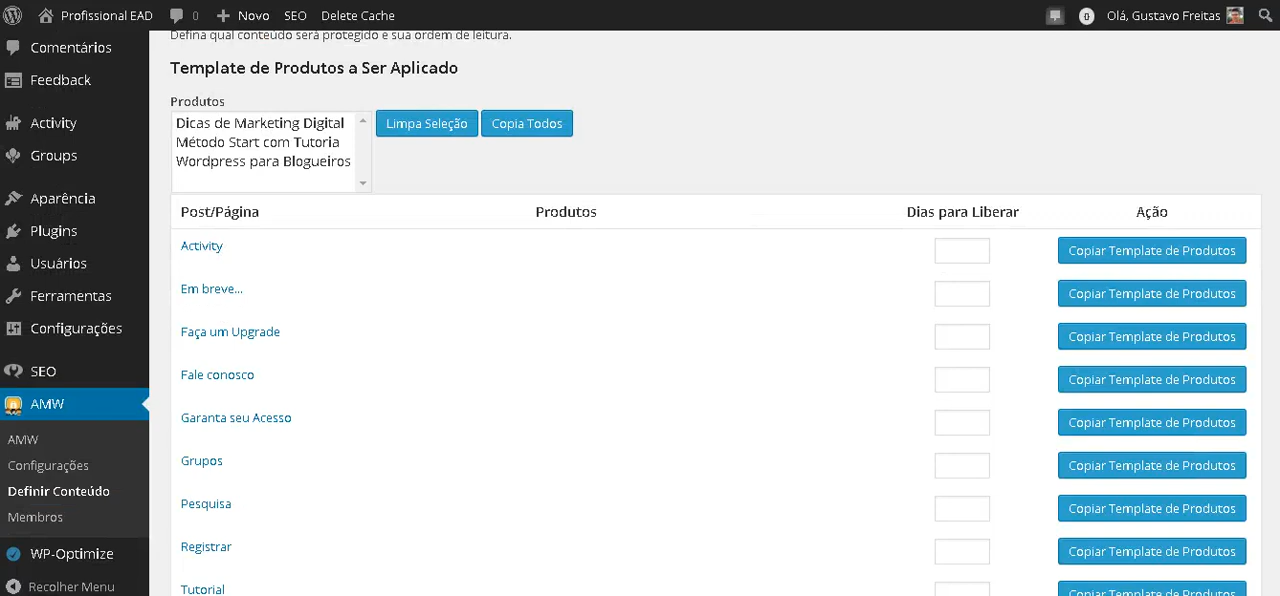 Profissional EAD 0 Novo SEO Delete Cache 0 Olá, Gustavo Freitas
Comentários
Feedback
Activity
Groups
Aparência
Plugins
Usuários
Ferramentas
Configurações
SEO
AMW
AMW
Configurações
Definir Conteúdo
Membros
WP-Optimize
Recolher Menu
Defina qual conteúdo será protegido e sua ordem de leitura.
Template de Produtos a Ser Aplicado
Produtos
Dicas de Marketing Digital
Método Start com Tutoria
Wordpress para Blogueiros
Limpa Seleção Copia Todos
Post/Página Produtos Dias para Liberar Ação
Activity Copiar Template de Produtos
Em breve... Copiar Template de Produtos
Faça um Upgrade Copiar Template de Produtos
Fale conosco Copiar Template de Produtos
Garanta seu Acesso Copiar Template de Produtos
Grupos Copiar Template de Produtos
Pesquisa Copiar Template de Produtos
Registrar Copiar Template de Produtos
Tutorial Copiar Template de Produtos